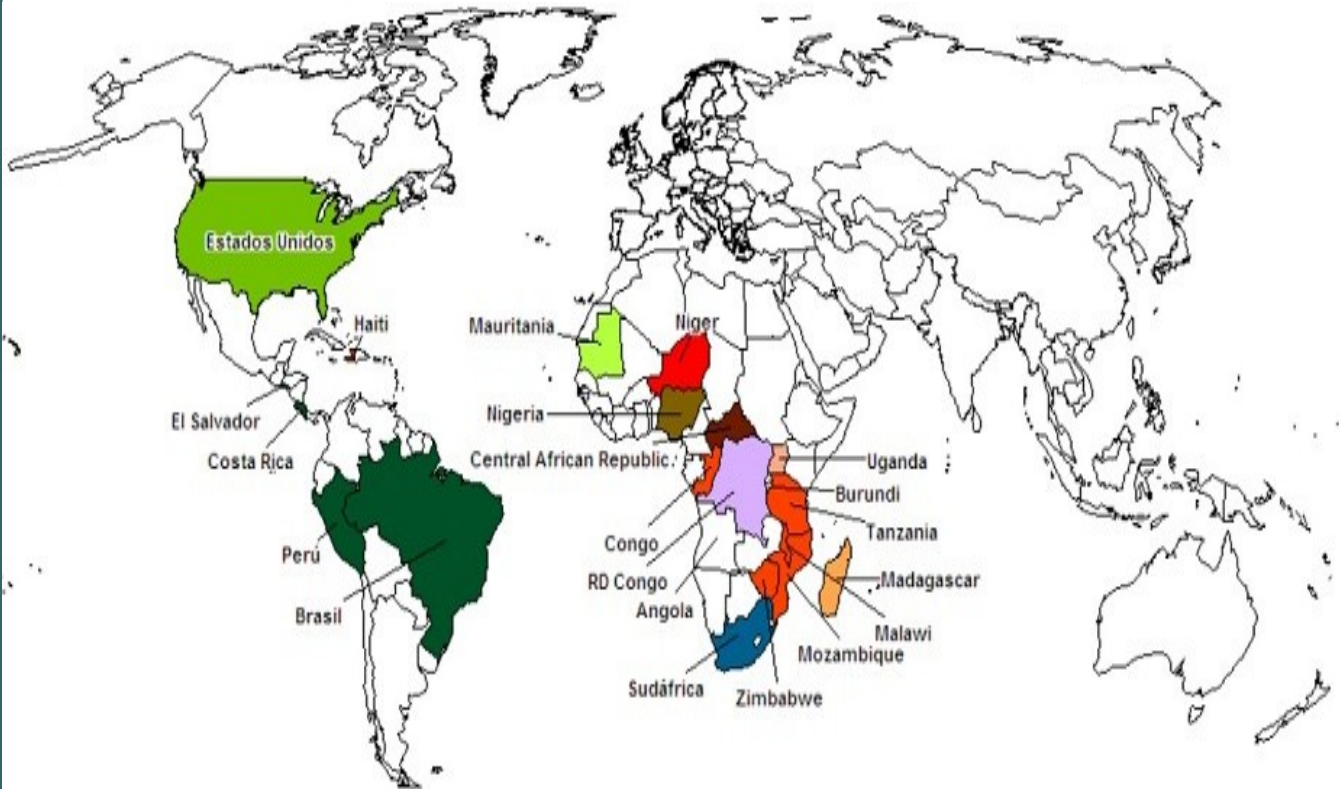 Estados Unidos
Haiti
El Salvador
Costa Rica
Perú
Brasil
Mauritania
Niger
Nigeria
Central African Republic
Uganda
Burundi
Congo
Tanzania
RD Congo
Madagascar
Angola
Malawi
Mozambique
Sudáfrica
Zimbabwe